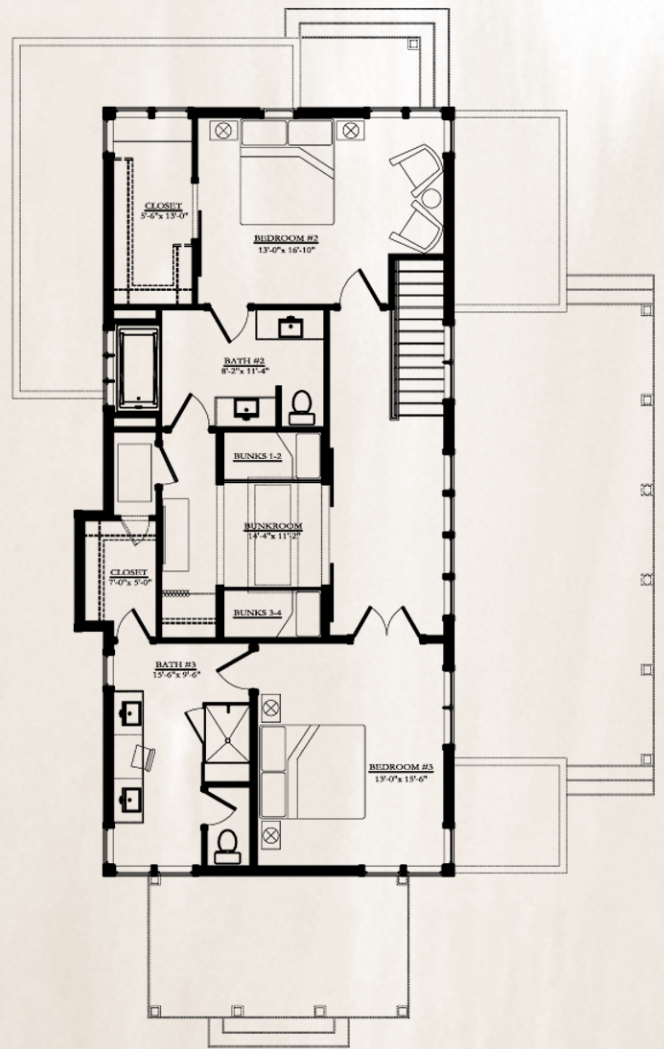 CLOSET
5'-6"x 13'-0"
BEDROOM #2
13'-0"x 16'-10"
BATH #2
8'-2"x 11'-4"
BUNKS 1-2
BUNKROOM
14'-4"x 11'-2"
CLOSET
7'-0"x 5'-0"
BUNKS 3-4
BATH #3
15'-6"x 9'-6"
BEDROOM #3
13'-0"x 15'-6"